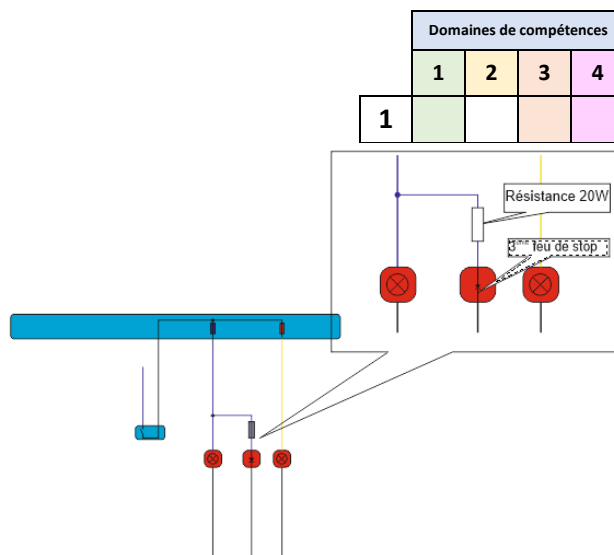 Domaines de compétences
1 2 3 4
1
Résistance 20W
3ème feu de stop